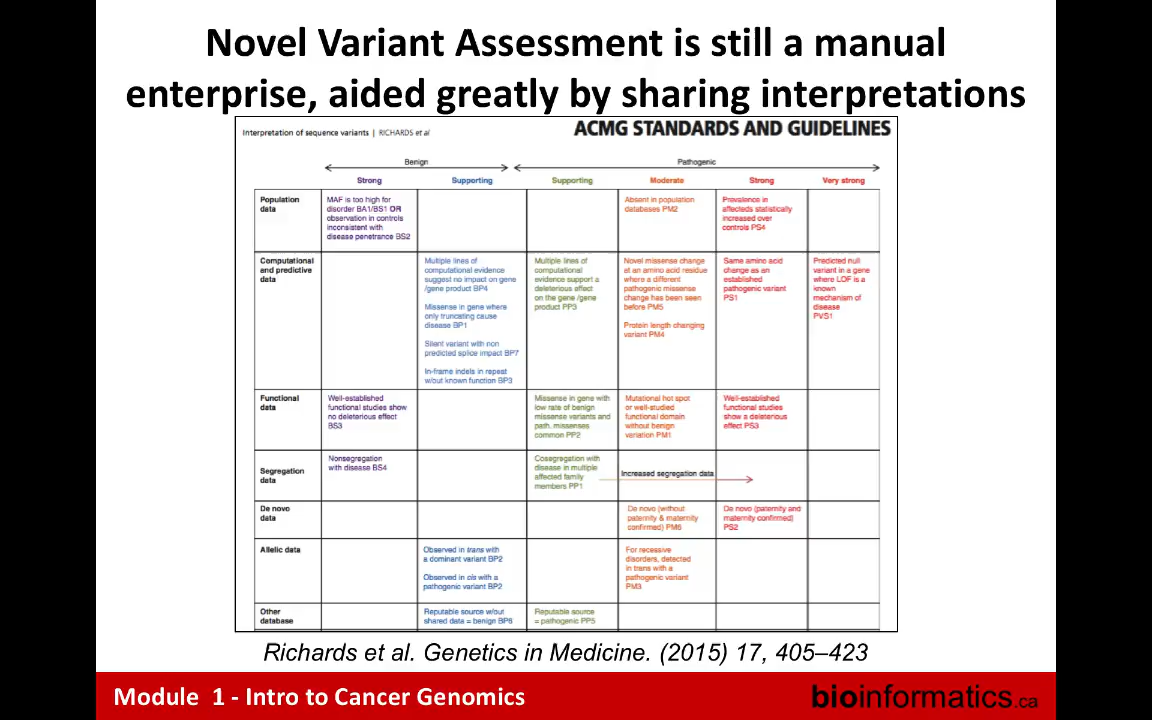 Novel Variant Assessment is still a manual
enterprise, aided greatly by sharing interpretations
Interpretation of sequence variants | RICHARDS et al
ACMG STANDARDS AND GUIDELINES
Benign
Pathogenic
Strong
Supporting
Supporting
Moderate
Strong
Very strong
Population
data
MAF is too high for
disorder BA1/BS1 OR
observation in controls
inconsistent with
disease penetrance BS2
Absent in population
databases PM2
Prevalence in
affecteds statistically
increased over
controls PS4
Computational
and predictive
data
Multiple lines of
computational evidence
suggest no impact on gene
/gene product BP4
Missense in gene where
only truncating cause
disease BP1
Silent variant with non
predicted splice impact BP7
In-frame indels in repeat
w/out known function BP3
Multiple lines of
computational
evidence support a
deleterious effect
on the gene /gene
product PP3
Novel missense change
at an amino acid residue
where a different
pathogenic missense
change has been seen
before PM5
Protein length changing
variant PM4
Same amino acid
change as an
established
pathogenic variant
PS1
Predicted null
variant in a gene
where LOF is a
known
mechanism of
disease
PVS1
Functional
data
Well-established
functional studies show
no deleterious effect
BS3
Missense in gene with
low rate of benign
missense variants and
path. missenses
common PP2
Mutational hot spot
or well-studied
functional domain
without benign
variation PM1
Well-established
functional studies
show a deleterious
effect PS3
Segregation
data
Nonsegregation
with disease BS4
Cosegregation with
disease in multiple
affected family
members PP1
Increased segregation data
De novo
data
De novo (without
paternity & maternity
confirmed) PM6
De novo (paternity and
maternity confirmed)
PS2
Allelic data
Observed in trans with
a dominant variant BP2
Observed in cis with a
pathogenic variant BP2
For recessive
disorders, detected
in trans with a
pathogenic variant
PM3
Other
database
Reputable source w/out
shared data = benign BP6
Reputable source
= pathogenic PP5
Richards et al. Genetics in Medicine. (2015) 17, 405–423
Module 1 - Intro to Cancer Genomics
bioinformatics.ca